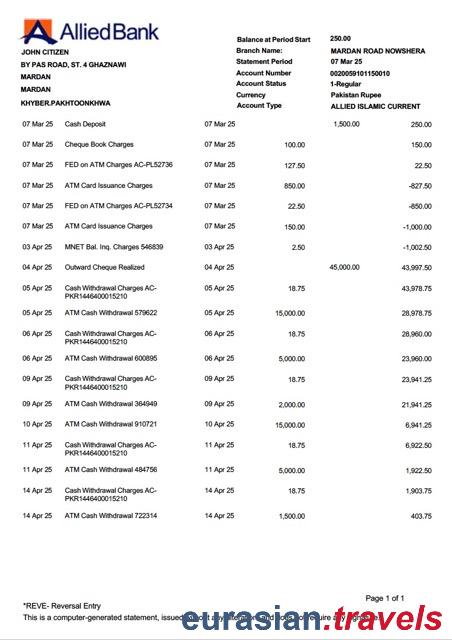 AlliedBank
JOHN CITIZEN
BY PAS ROAD, ST. 4 GHAZNAWI
MARDAN
MARDAN
KHYBER.PAKHTOONKHWA
Balance at Period Start 250.00
Branch Name: MARDAN ROAD NOWSHERA
Statement Period 07 Mar 25
Account Number 0020059101150010
Account Status 1-Regular
Currency Pakistan Rupee
Account Type ALLIED ISLAMIC CURRENT
07 Mar 25 Cash Deposit 07 Mar 25 1,500.00 250.00
07 Mar 25 Cheque Book Charges 07 Mar 25 100.00 150.00
07 Mar 25 FED on ATM Charges AC-PL52736 07 Mar 25 127.50 22.50
07 Mar 25 ATM Card Issuance Charges 07 Mar 25 850.00 -827.50
07 Mar 25 FED on ATM Charges AC-PL52734 07 Mar 25 22.50 -850.00
07 Mar 25 ATM Card Issuance Charges 07 Mar 25 150.00 -1,000.00
03 Apr 25 MNET Bal. Inq. Charges 546839 03 Apr 25 2.50 -1,002.50
04 Apr 25 Outward Cheque Realized 04 Apr 25 45,000.00 43,997.50
05 Apr 25 Cash Withdrawal Charges AC- 05 Apr 25 18.75 43,978.75
PKR1446400015210
05 Apr 25 ATM Cash Withdrawal 579622 05 Apr 25 15,000.00 28,978.75
06 Apr 25 Cash Withdrawal Charges AC- 06 Apr 25 18.75 28,960.00
PKR1446400015210
06 Apr 25 ATM Cash Withdrawal 600895 06 Apr 25 5,000.00 23,960.00
09 Apr 25 Cash Withdrawal Charges AC- 09 Apr 25 18.75 23,941.25
PKR1446400015210
09 Apr 25 ATM Cash Withdrawal 364949 09 Apr 25 2,000.00 21,941.25
10 Apr 25 ATM Cash Withdrawal 910721 10 Apr 25 15,000.00 6,941.25
11 Apr 25 Cash Withdrawal Charges AC- 11 Apr 25 18.75 6,922.50
PKR1446400015210
11 Apr 25 ATM Cash Withdrawal 484756 11 Apr 25 5,000.00 1,922.50
14 Apr 25 Cash Withdrawal Charges AC- 14 Apr 25 18.75 1,903.75
PKR1446400015210
14 Apr 25 ATM Cash Withdrawal 722314 14 Apr 25 1,500.00 403.75
Page 1 of 1
*REVE- Reversal Entry
This is a computer-generated statement, issued without any alterations and does not require any
eurasian.travels